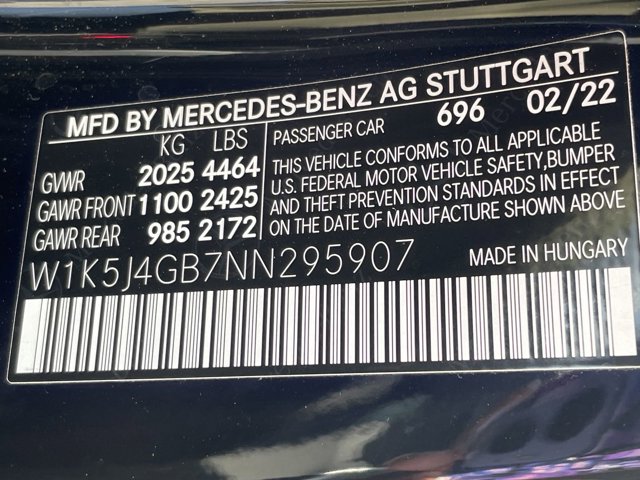 MFD BY MERCEDES-BENZ AG STUTTGART
KG LBS
GVWR 2025 4464
GAWR FRONT 1100 2425
GAWR REAR 985 2172
PASSENGER CAR 696 02/22
THIS VEHICLE CONFORMS TO ALL APPLICABLE
U.S. FEDERAL MOTOR VEHICLE SAFETY,BUMPER
AND THEFT PREVENTION STANDARDS IN EFFECT
ON THE DATE OF MANUFACTURE SHOWN ABOVE
W1K5J4GB7NN295907
MADE IN HUNGARY